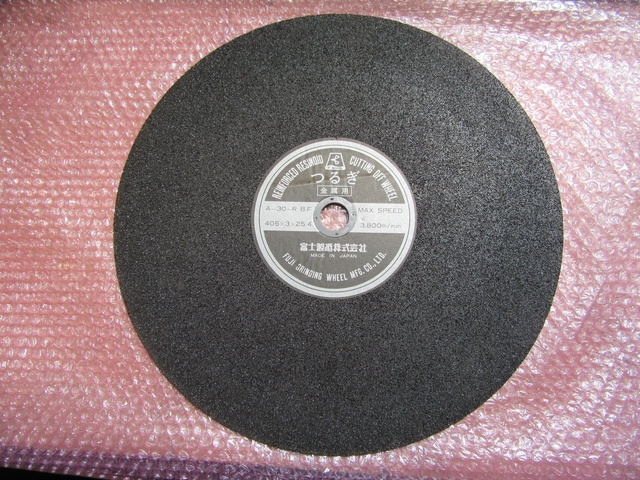 REINFORCED RESINOID CUTTING OFF WHEEL
つるぎ
金属用
A-30-R BF
MAX. SPEED
405×3×25.4
3,800m/min
富士製砥株式会社
MADE IN JAPAN
FUJI GRINDING WHEEL MFG.CO.,LTD.